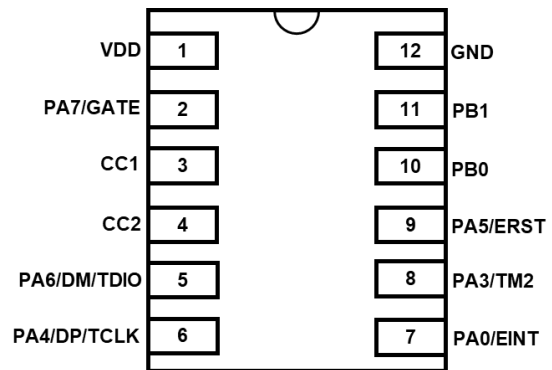 VDD 1 12 GND
PA7/GATE 2 11 PB1
CC1 3 10 PB0
CC2 4 9 PA5/ERST
PA6/DM/TDIO 5 8 PA3/TM2
PA4/DP/TCLK 6 7 PA0/EINT